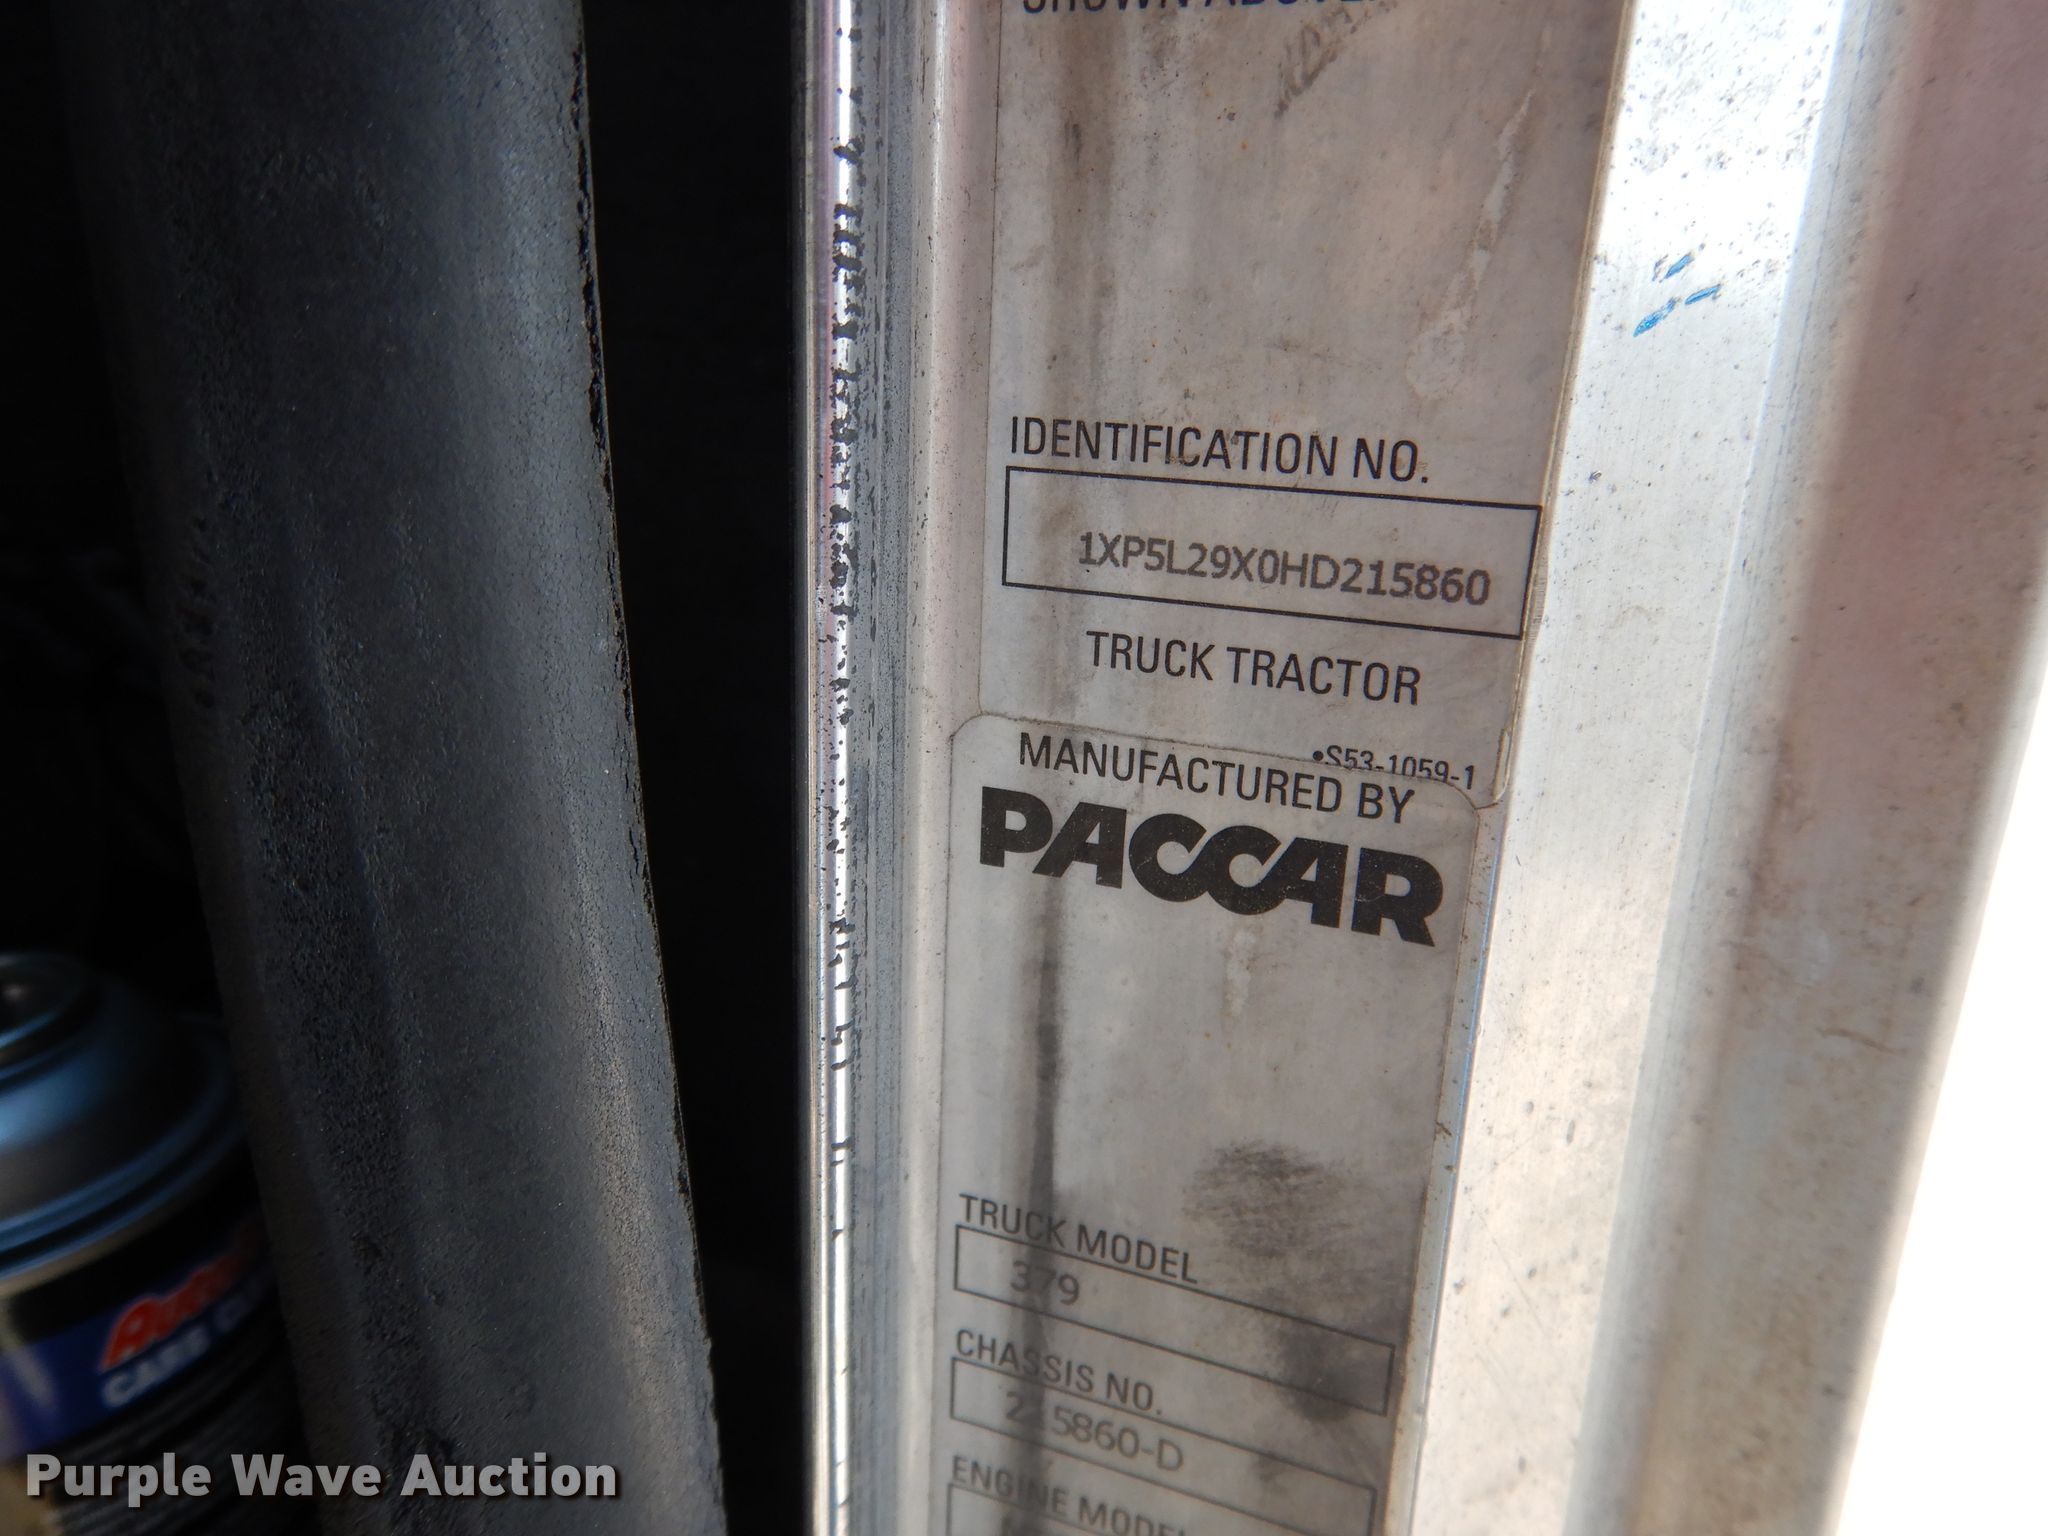 IDENTIFICATION NO.
1XP5L29X0HD215860
TRUCK TRACTOR
•S53-1059-1
MANUFACTURED BY
PACCAR
TRUCK MODEL
379
CHASSIS NO.
215860-D
ENGINE MODEL
Purple Wave Auction